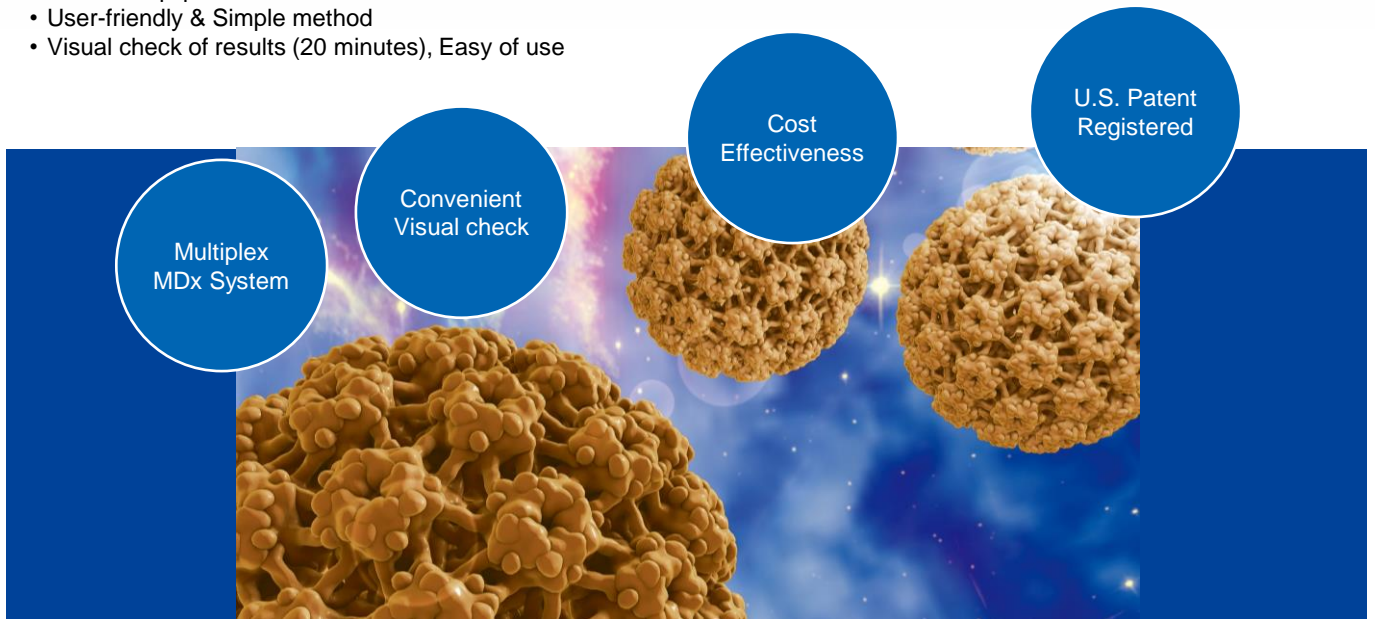 • User-friendly & Simple method
• Visual check of results (20 minutes), Easy of use
Multiplex
MDx System
Convenient
Visual check
Cost
Effectiveness
U.S. Patent
Registered